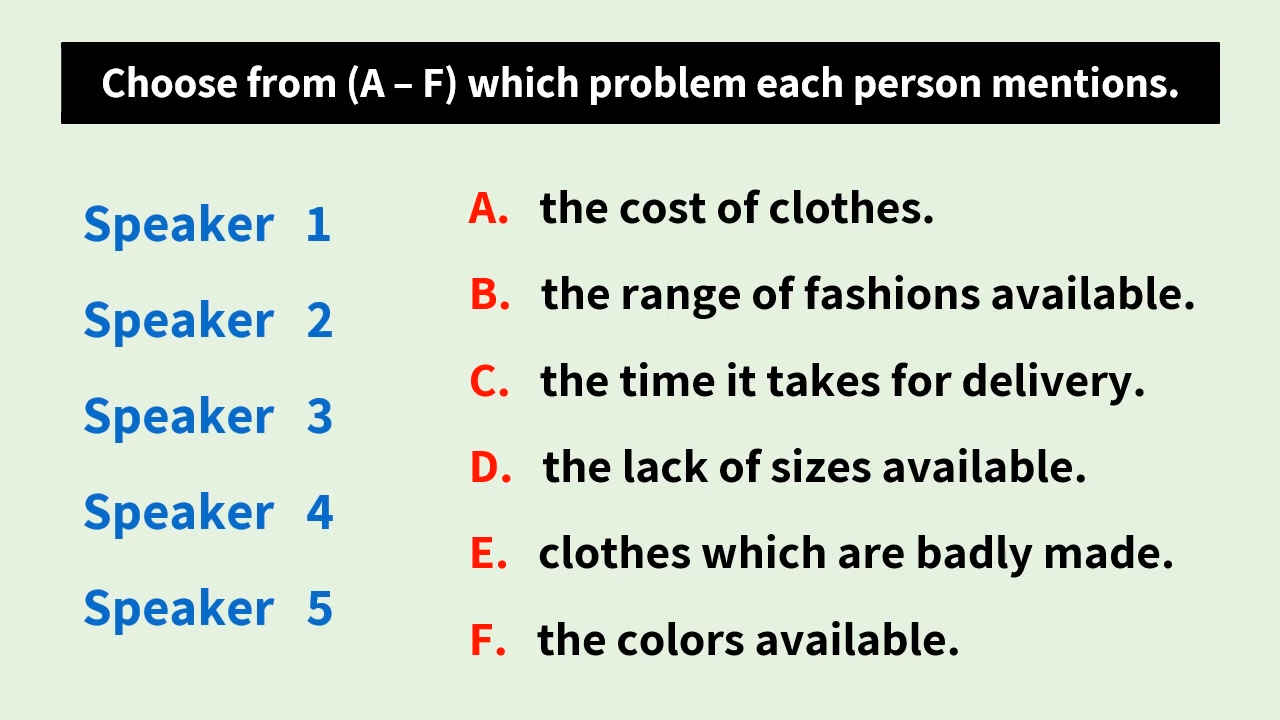 Choose from (A – F) which problem each person mentions.
Speaker 1
Speaker 2
Speaker 3
Speaker 4
Speaker 5
A. the cost of clothes.
B. the range of fashions available.
C. the time it takes for delivery.
D. the lack of sizes available.
E. clothes which are badly made.
F. the colors available.